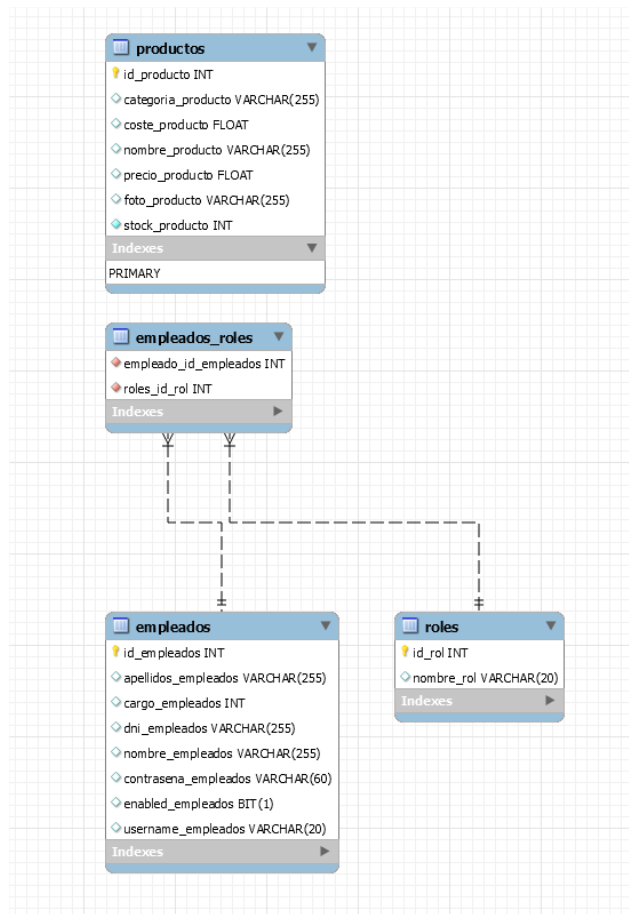 productos
id_producto INT
categoria_producto VARCHAR(255)
coste_producto FLOAT
nombre_producto VARCHAR(255)
precio_producto FLOAT
foto_producto VARCHAR(255)
stock_producto INT
Indexes
PRIMARY
empleados_roles
empleado_id_empleados INT
roles_id_rol INT
Indexes
empleados
id_empleados INT
apellidos_empleados VARCHAR(255)
cargo_empleados INT
dni_empleados VARCHAR(255)
nombre_empleados VARCHAR(255)
contrasena_empleados VARCHAR(60)
enabled_empleados BIT(1)
username_empleados VARCHAR(20)
Indexes
roles
id_rol INT
nombre_rol VARCHAR(20)
Indexes